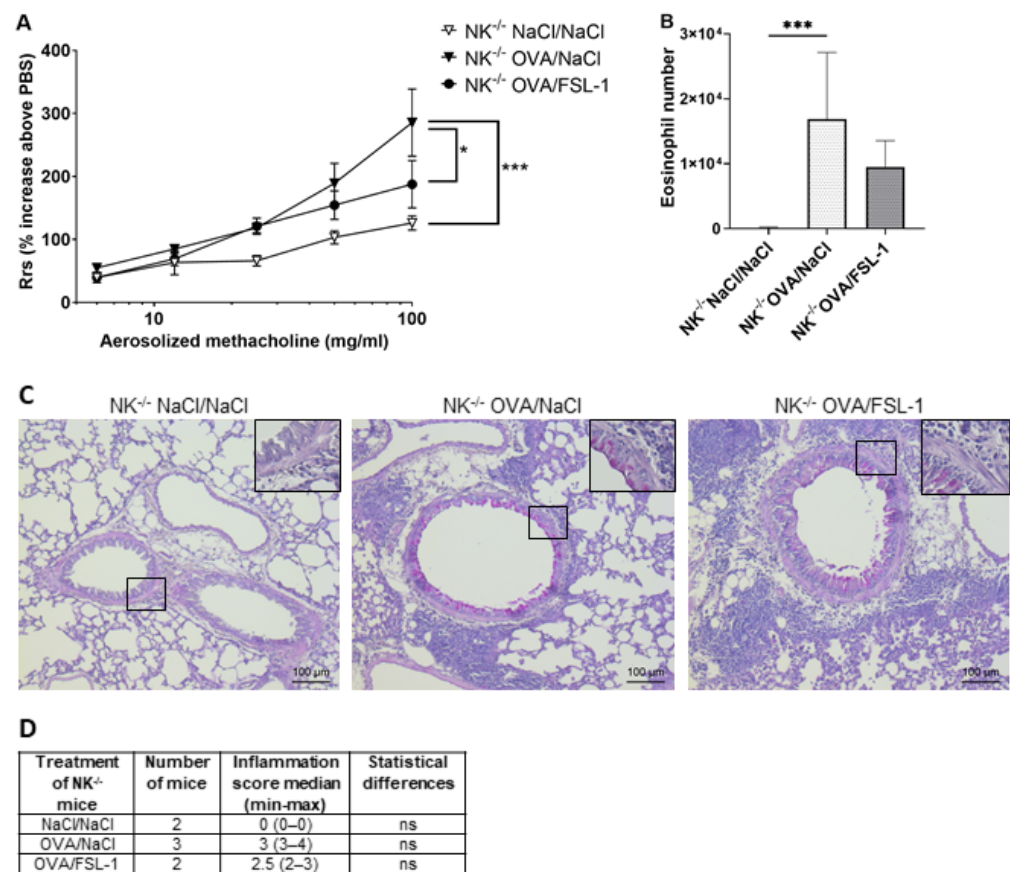 A
NK-/- NaCl/NaCl
NK-/- OVA/NaCl
NK-/- OVA/FSL-1
Rrs (% increase above PBS)
400
300
200
100
0
*
***
10
100
Aerosolized methacholine (mg/ml)
B
***
Eosinophil number
3×10⁴
2×10⁴
1×10⁴
0
NK-/-NaCl/NaCl
NK-/-OVA/NaCl
NK-/-OVA/FSL-1
C
NK-/- NaCl/NaCl
NK-/- OVA/NaCl
NK-/- OVA/FSL-1
100 µm
100 µm
100 µm
D
Treatment of NK-/- mice | Number of mice | Inflammation score median (min-max) | Statistical differences
NaCl/NaCl | 2 | 0 (0–0) | ns
OVA/NaCl | 3 | 3 (3–4) | ns
OVA/FSL-1 | 2 | 2.5 (2–3) | ns